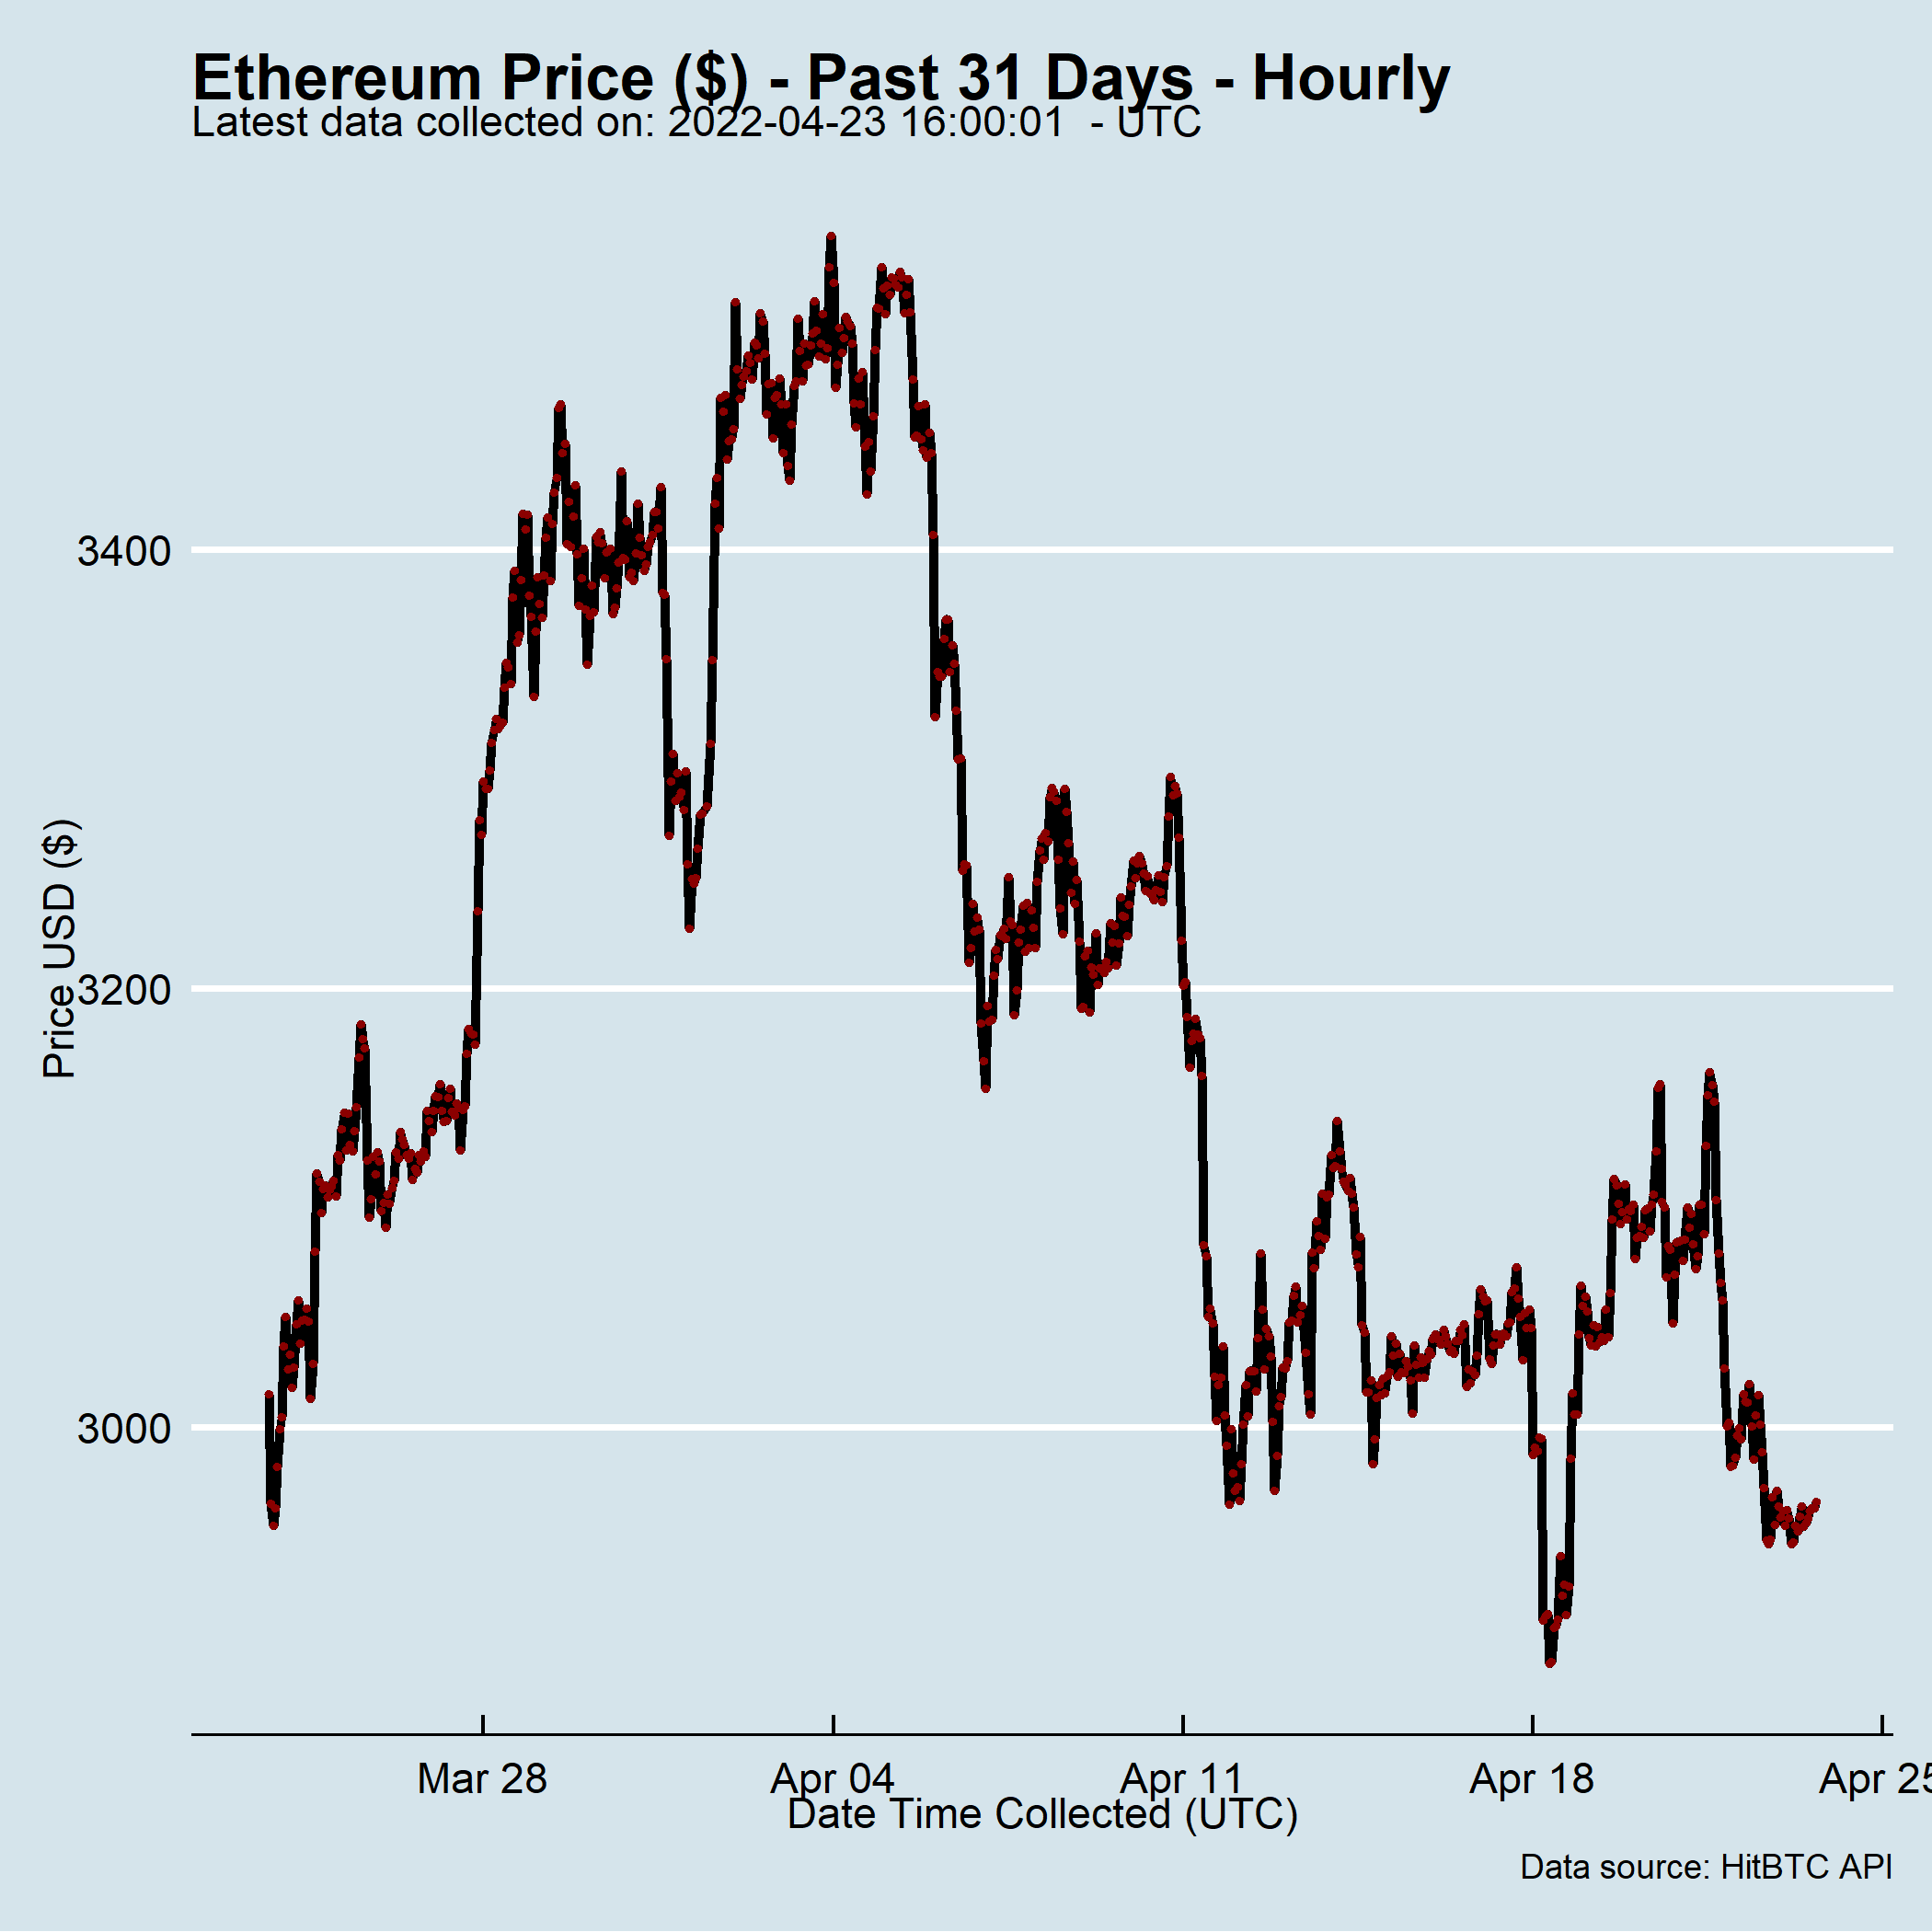 Ethereum Price ($) - Past 31 Days - Hourly
Latest data collected on: 2022-04-23 16:00:01  - UTC
Price USD ($)
3400
3200
3000
Mar 28
Apr 04
Apr 11
Apr 18
Apr 25
Date Time Collected (UTC)
Data source: HitBTC API